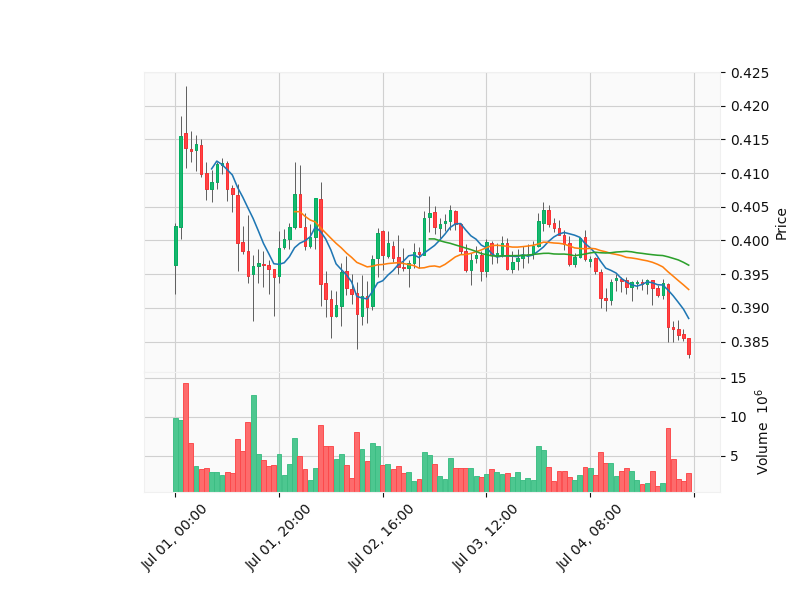 0.425
0.420
0.415
0.410
0.405
0.400
0.395
0.390
0.385
Price
15
10
5
Volume 10^6
Jul 01, 00:00
Jul 01, 20:00
Jul 02, 16:00
Jul 03, 12:00
Jul 04, 08:00